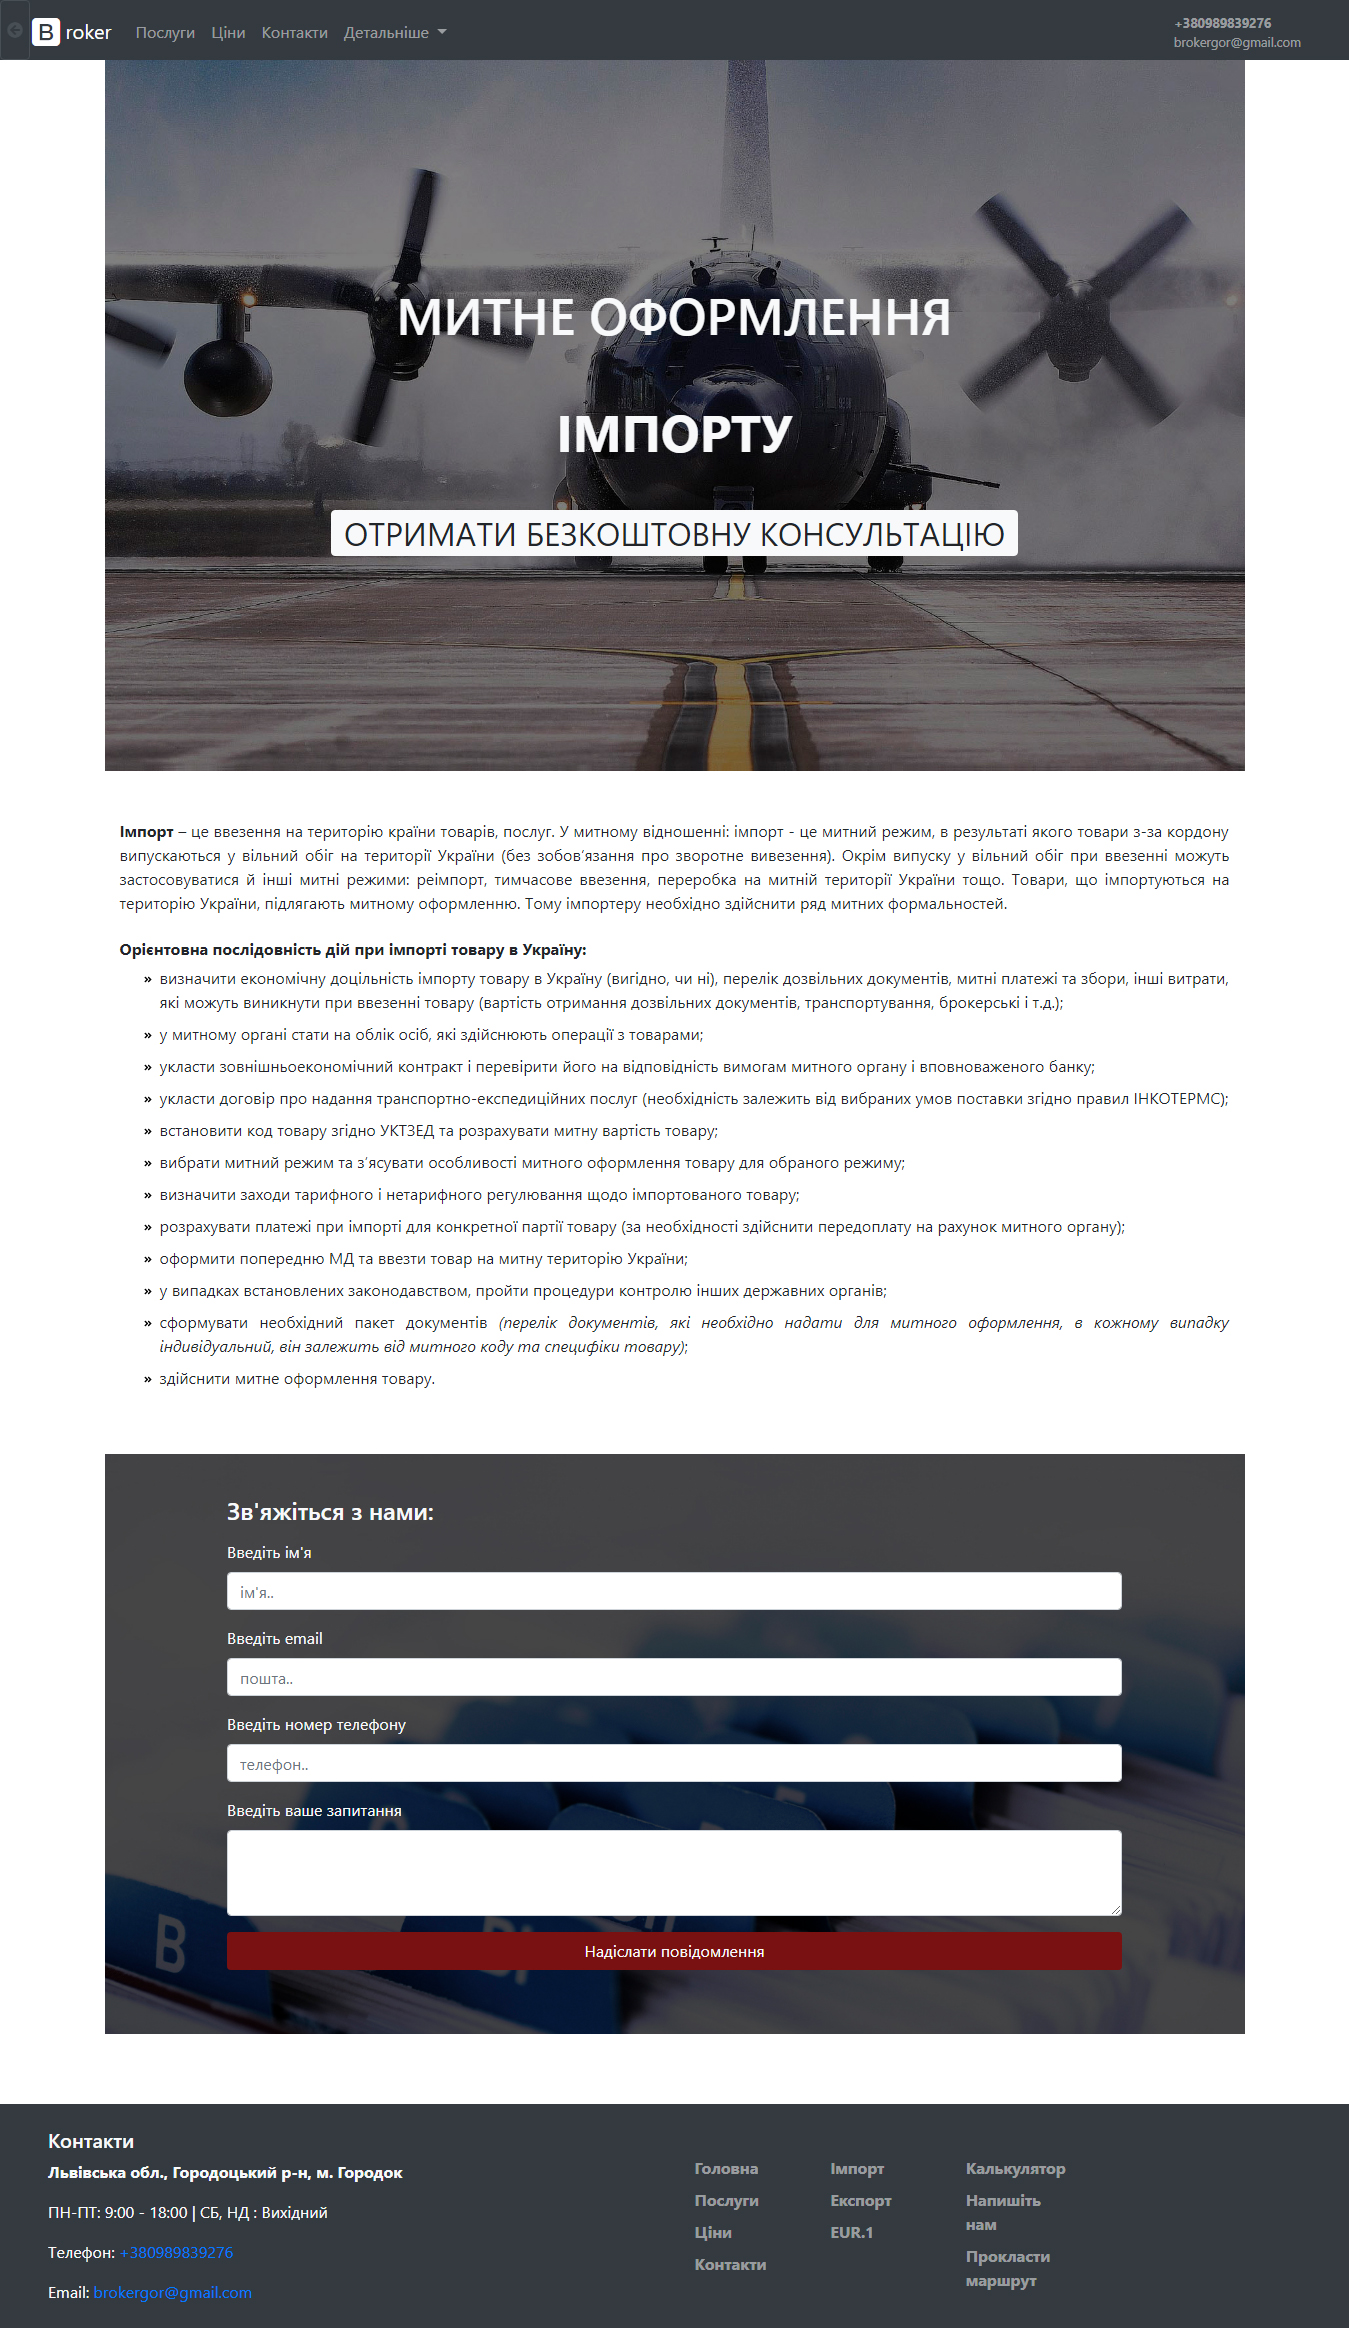 B roker Послуги Ціни Контакти Детальніше
+380989839276
brokergor@gmail.com
МИТНЕ ОФОРМЛЕННЯ
ІМПОРТУ
ОТРИМАТИ БЕЗКОШТОВНУ КОНСУЛЬТАЦІЮ
Імпорт – це ввезення на територію країни товарів, послуг. У митному відношенні: імпорт - це митний режим, в результаті якого товари з-за кордону
випускаються у вільний обіг на території України (без зобов’язання про зворотне вивезення). Окрім випуску у вільний обіг при ввезенні можуть
застосовуватися й інші митні режими: реімпорт, тимчасове ввезення, переробка на митній території України тощо. Товари, що імпортуються на
територію України, підлягають митному оформленню. Тому імпортеру необхідно здійснити ряд митних формальностей.
Орієнтовна послідовність дій при імпорті товару в Україну:
» визначити економічну доцільність імпорту товару в Україну (вигідно, чи ні), перелік дозвільних документів, митні платежі та збори, інші витрати,
які можуть виникнути при ввезенні товару (вартість отримання дозвільних документів, транспортування, брокерські і т.д.);
» у митному органі стати на облік осіб, які здійснюють операції з товарами;
» укласти зовнішньоекономічний контракт і перевірити його на відповідність вимогам митного органу і вповноваженого банку;
» укласти договір про надання транспортно-експедиційних послуг (необхідність залежить від вибраних умов поставки згідно правил ІНКОТЕРМС);
» встановити код товару згідно УКТЗЕД та розрахувати митну вартість товару;
» вибрати митний режим та з’ясувати особливості митного оформлення товару для обраного режиму;
» визначити заходи тарифного і нетарифного регулювання щодо імпортованого товару;
» розрахувати платежі при імпорті для конкретної партії товару (за необхідності здійснити передоплату на рахунок митного органу);
» оформити попередню МД та ввезти товар на митну територію України;
» у випадках встановлених законодавством, пройти процедури контролю інших державних органів;
» сформувати необхідний пакет документів (перелік документів, які необхідно надати для митного оформлення, в кожному випадку
індивідуальний, він залежить від митного коду та специфіки товару);
» здійснити митне оформлення товару.
Зв'яжіться з нами:
Введіть ім'я
ім'я..
Введіть email
пошта..
Введіть номер телефону
телефон..
Введіть ваше запитання
B
Надіслати повідомлення
Контакти
Львівська обл., Городоцький р-н, м. Городок
ПН-ПТ: 9:00 - 18:00 | СБ, НД : Вихідний
Телефон: +380989839276
Email: brokergor@gmail.com
Головна
Послуги
Ціни
Контакти
Імпорт
Експорт
EUR.1
Калькулятор
Напишіть
нам
Прокласти
маршрут